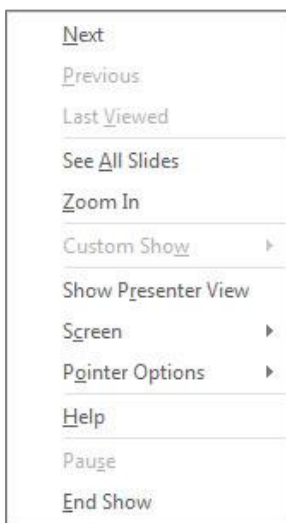 Next
Previous
Last Viewed
See All Slides
Zoom In
Custom Show
Show Presenter View
Screen
Pointer Options
Help
Pause
End Show